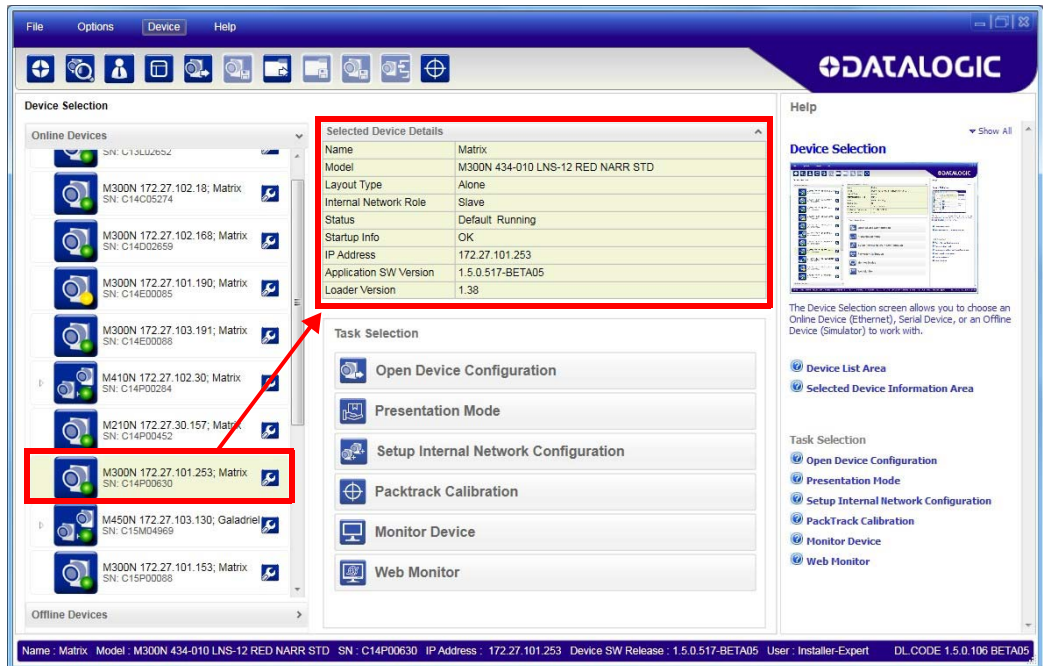 File Options Device Help
DATALOGIC
Device Selection
Online Devices
SN: C13L02652
M300N 172.27.102.18; Matrix
SN: C14C05274
M300N 172.27.102.168; Matrix
SN: C14D02659
M300N 172.27.101.190; Matrix
SN: C14E00085
M300N 172.27.103.191; Matrix
SN: C14E00088
M410N 172.27.102.30; Matrix
SN: C14P00284
M210N 172.27.30.157; Matrix
SN: C14P00452
M300N 172.27.101.253; Matrix
SN: C14P00630
M450N 172.27.103.130; Galadriel
SN: C15M04969
M300N 172.27.101.153; Matrix
SN: C15P00088
Offline Devices
Selected Device Details
Name Matrix
Model M300N 434-010 LNS-12 RED NARR STD
Layout Type Alone
Internal Network Role Slave
Status Default Running
Startup Info OK
IP Address 172.27.101.253
Application SW Version 1.5.0.517-BETA05
Loader Version 1.38
Task Selection
Open Device Configuration
Presentation Mode
Setup Internal Network Configuration
Packtrack Calibration
Monitor Device
Web Monitor
Help
Show All
Device Selection
The Device Selection screen allows you to choose an
Online Device (Ethernet), Serial Device, or an Offline
Device (Simulator) to work with.
Device List Area
Selected Device Information Area
Task Selection
Open Device Configuration
Presentation Mode
Setup Internal Network Configuration
PackTrack Calibration
Monitor Device
Web Monitor
Name : Matrix Model : M300N 434-010 LNS-12 RED NARR STD SN : C14P00630 IP Address : 172.27.101.253 Device SW Release : 1.5.0.517-BETA05 User : Installer-Expert DL.CODE 1.5.0.106 BETA05